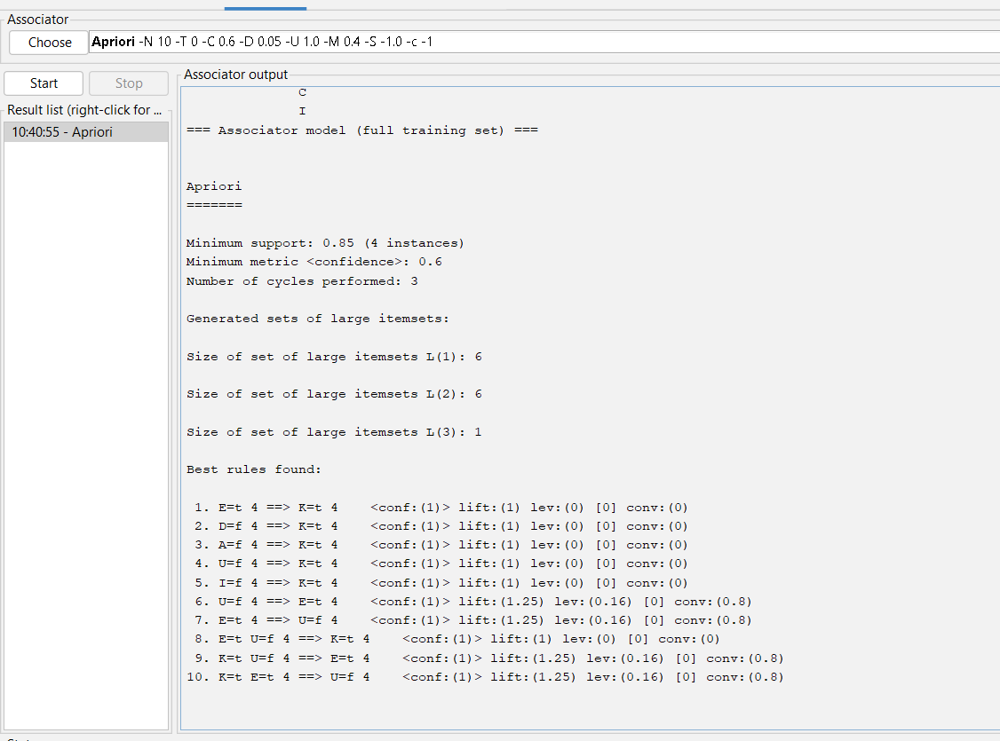 Associator
Choose Apriori -N 10 -T 0 -C 0.6 -D 0.05 -U 1.0 -M 0.4 -S -1.0 -c -1
Start Stop
Result list (right-click for ...
10:40:55 - Apriori
Associator output
C
I
=== Associator model (full training set) ===
Apriori
=======
Minimum support: 0.85 (4 instances)
Minimum metric <confidence>: 0.6
Number of cycles performed: 3
Generated sets of large itemsets:
Size of set of large itemsets L(1): 6
Size of set of large itemsets L(2): 6
Size of set of large itemsets L(3): 1
Best rules found:
1. E=t 4 ==> K=t 4 <conf:(1)> lift:(1) lev:(0) [0] conv:(0)
2. D=f 4 ==> K=t 4 <conf:(1)> lift:(1) lev:(0) [0] conv:(0)
3. A=f 4 ==> K=t 4 <conf:(1)> lift:(1) lev:(0) [0] conv:(0)
4. U=f 4 ==> K=t 4 <conf:(1)> lift:(1) lev:(0) [0] conv:(0)
5. I=f 4 ==> K=t 4 <conf:(1)> lift:(1) lev:(0) [0] conv:(0)
6. U=f 4 ==> E=t 4 <conf:(1)> lift:(1.25) lev:(0.16) [0] conv:(0.8)
7. E=t 4 ==> U=f 4 <conf:(1)> lift:(1.25) lev:(0.16) [0] conv:(0.8)
8. E=t U=f 4 ==> K=t 4 <conf:(1)> lift:(1) lev:(0) [0] conv:(0)
9. K=t U=f 4 ==> E=t 4 <conf:(1)> lift:(1.25) lev:(0.16) [0] conv:(0.8)
10. K=t E=t 4 ==> U=f 4 <conf:(1)> lift:(1.25) lev:(0.16) [0] conv:(0.8)